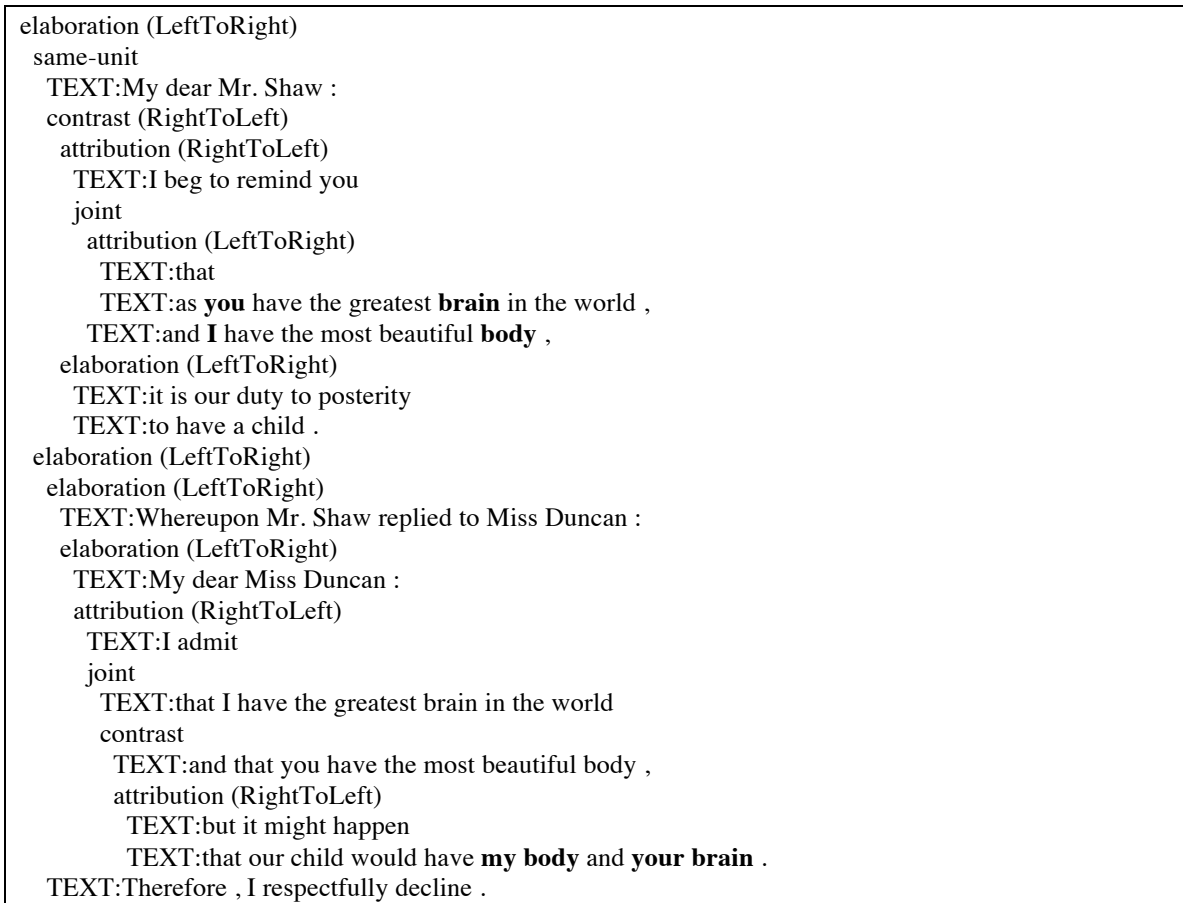 elaboration (LeftToRight)
same-unit
TEXT:My dear Mr. Shaw :
contrast (RightToLeft)
attribution (RightToLeft)
TEXT:I beg to remind you
joint
attribution (LeftToRight)
TEXT:that
TEXT:as you have the greatest brain in the world ,
TEXT:and I have the most beautiful body ,
elaboration (LeftToRight)
TEXT:it is our duty to posterity
TEXT:to have a child .
elaboration (LeftToRight)
elaboration (LeftToRight)
TEXT:Whereupon Mr. Shaw replied to Miss Duncan :
elaboration (LeftToRight)
TEXT:My dear Miss Duncan :
attribution (RightToLeft)
TEXT:I admit
joint
TEXT:that I have the greatest brain in the world
contrast
TEXT:and that you have the most beautiful body ,
attribution (RightToLeft)
TEXT:but it might happen
TEXT:that our child would have my body and your brain .
TEXT:Therefore , I respectfully decline .